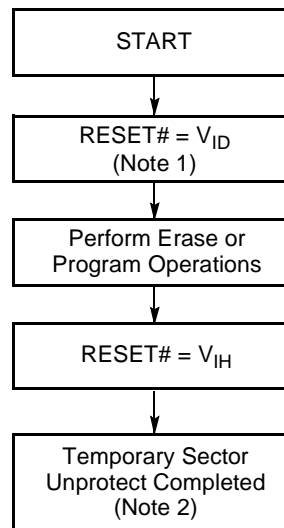 START
RESET# = VID
(Note 1)
Perform Erase or
Program Operations
RESET# = VIH
Temporary Sector
Unprotect Completed
(Note 2)